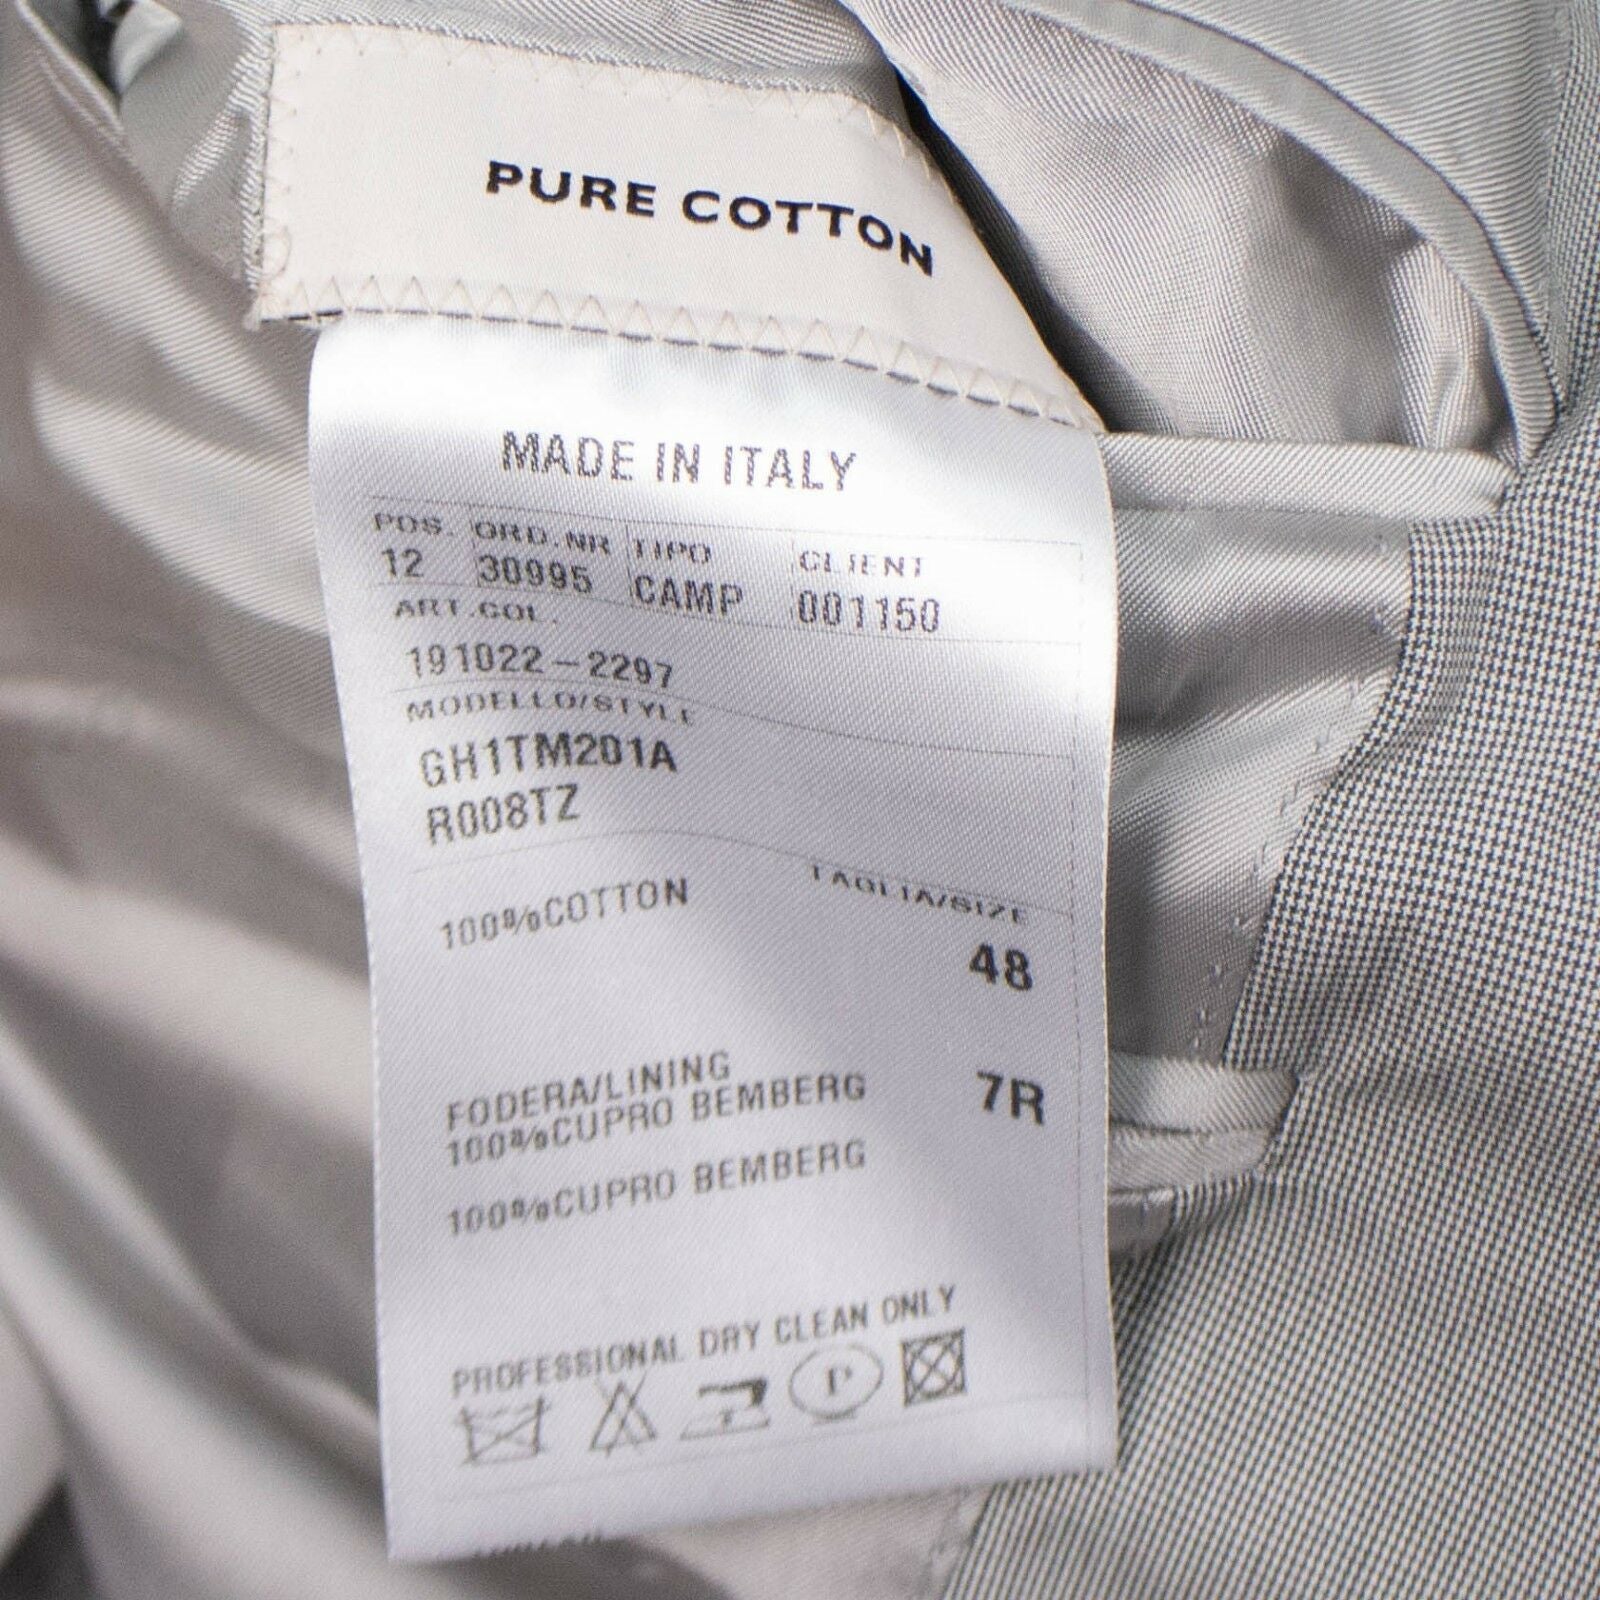 PURE COTTON
MADE IN ITALY
POS. ORD.NR TIPO CLIENT
12 30995 CAMP 001150
ART.COL.
191022-2297
MODELLO/STYLE
GH1TM201A
R008TZ
100%COTTON TAGLIA/SIZE
48
FODERA/LINING
100%CUPRO BEMBERG 7R
100%CUPRO BEMBERG
PROFESSIONAL DRY CLEAN ONLY
P